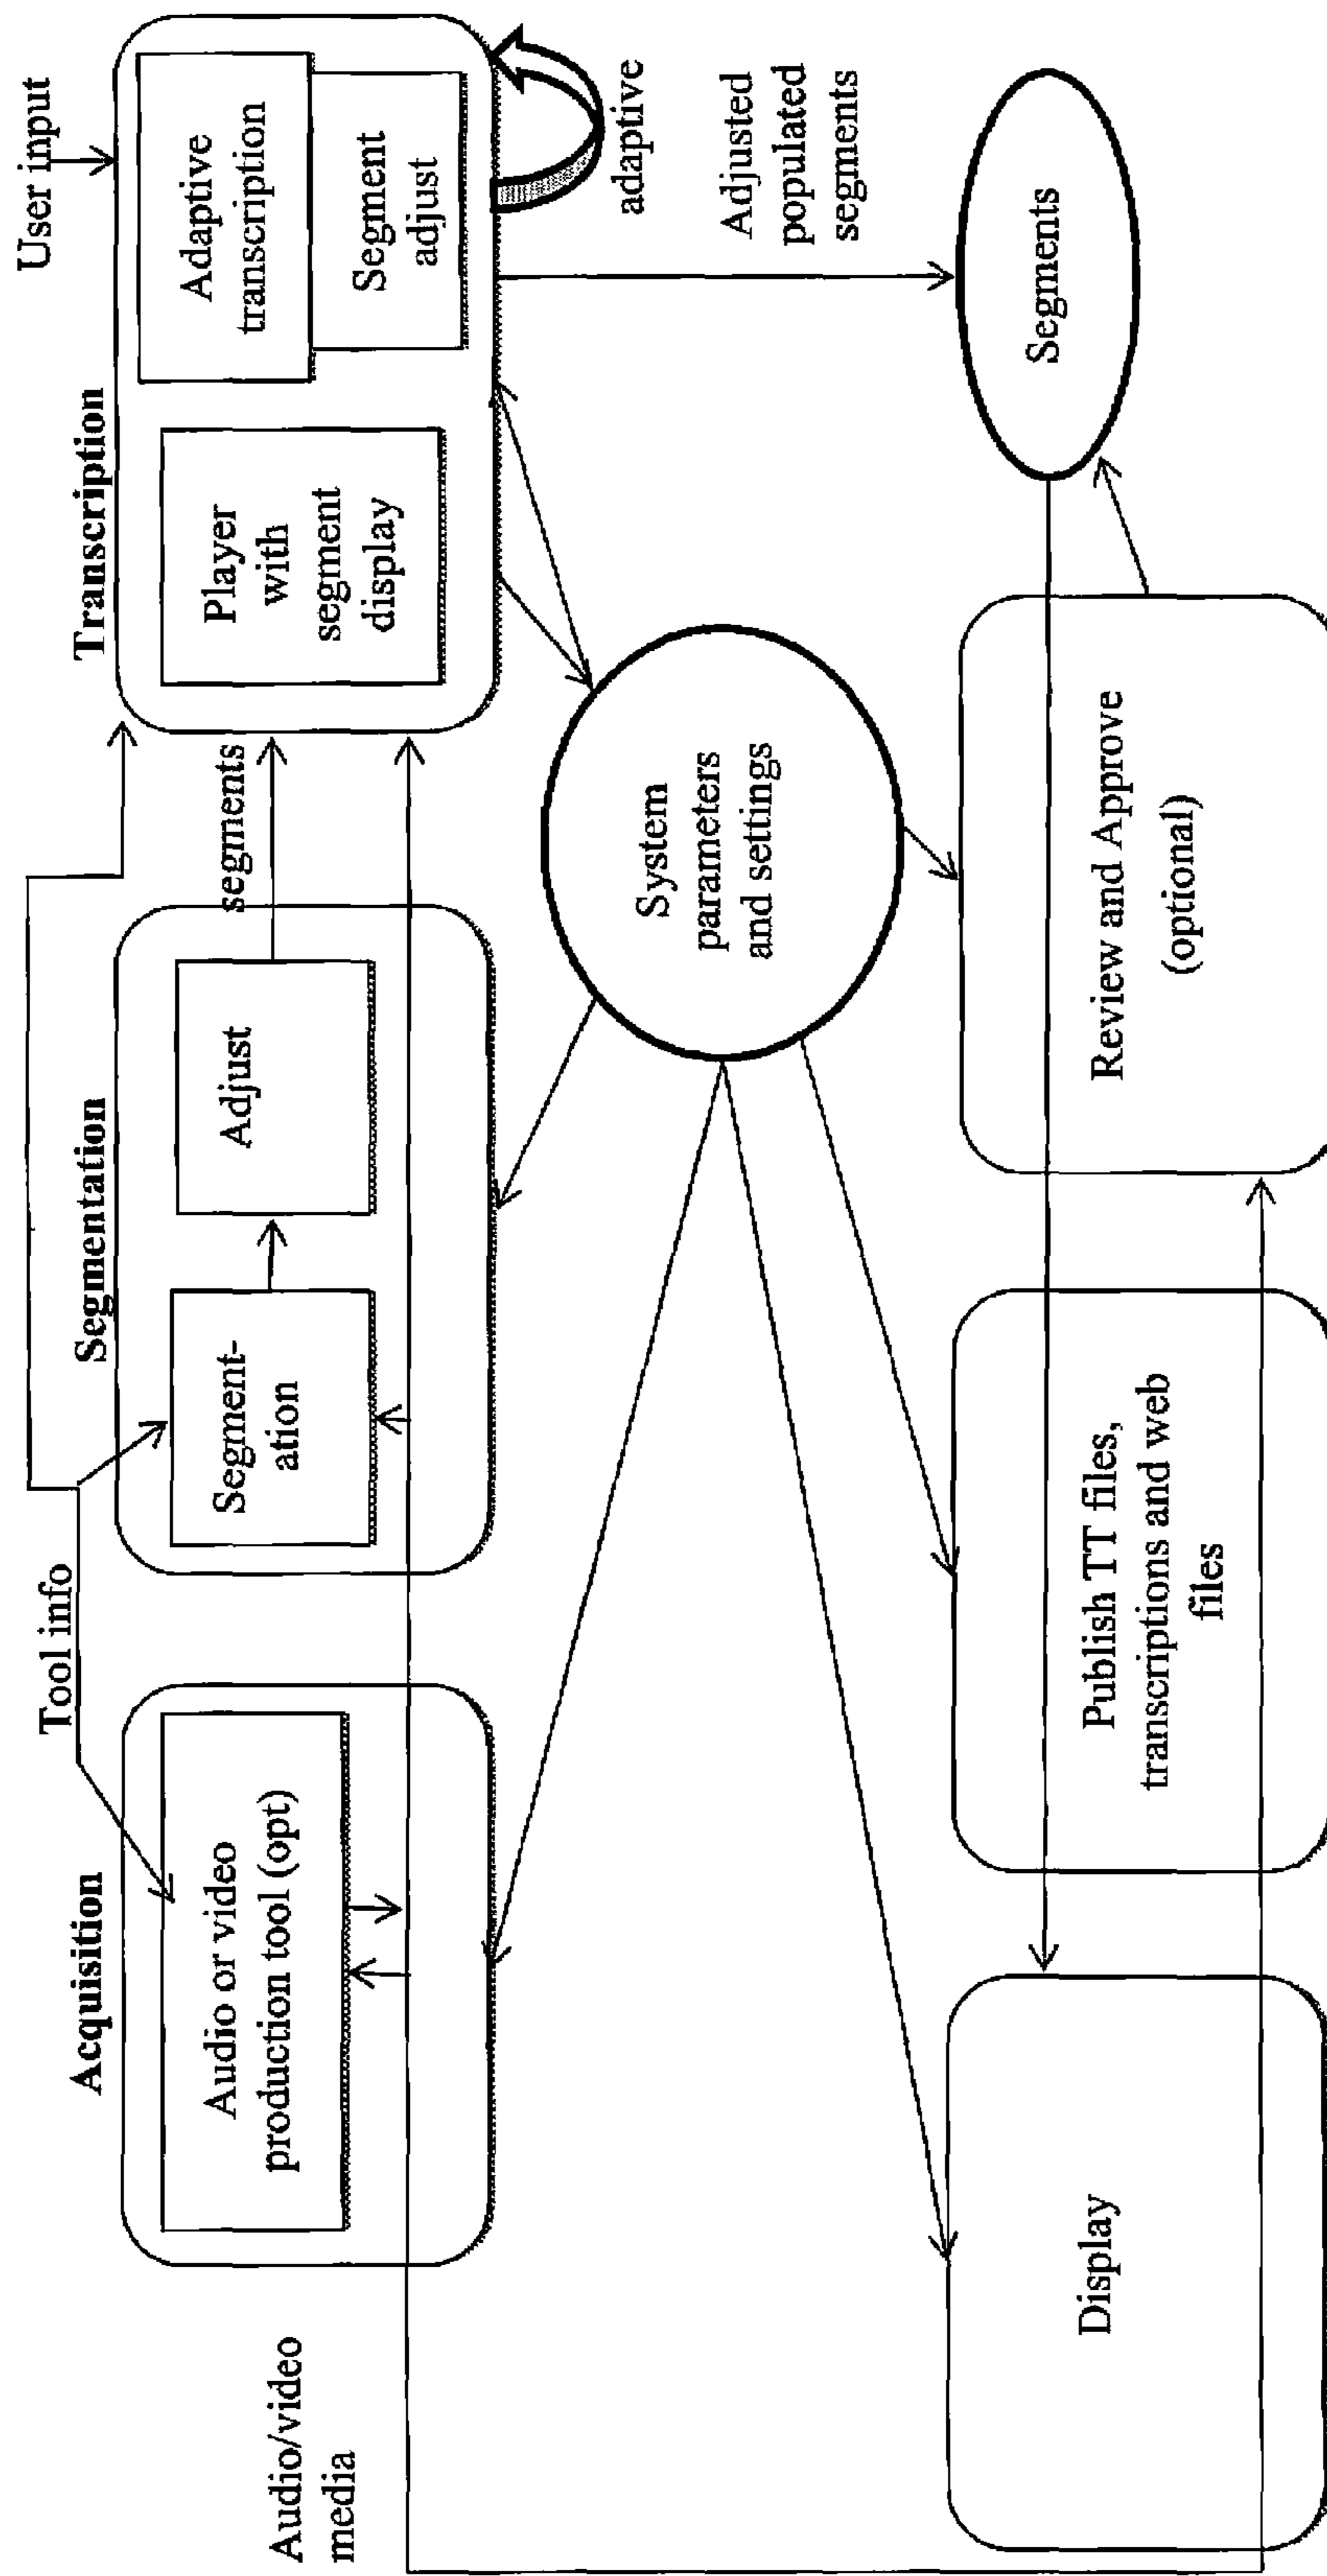 Tool info
User input
Acquisition
Segmentation
Transcription
Audio or video
production tool (opt)
Segment-
ation
Adjust
segments
Player
with
segment
display
Adaptive
transcription
Segment
adjust
Audio/video
media
adaptive
System
parameters
and settings
Adjusted
populated
segments
Display
Publish TT files,
transcriptions and web
files
Review and Approve
(optional)
Segments